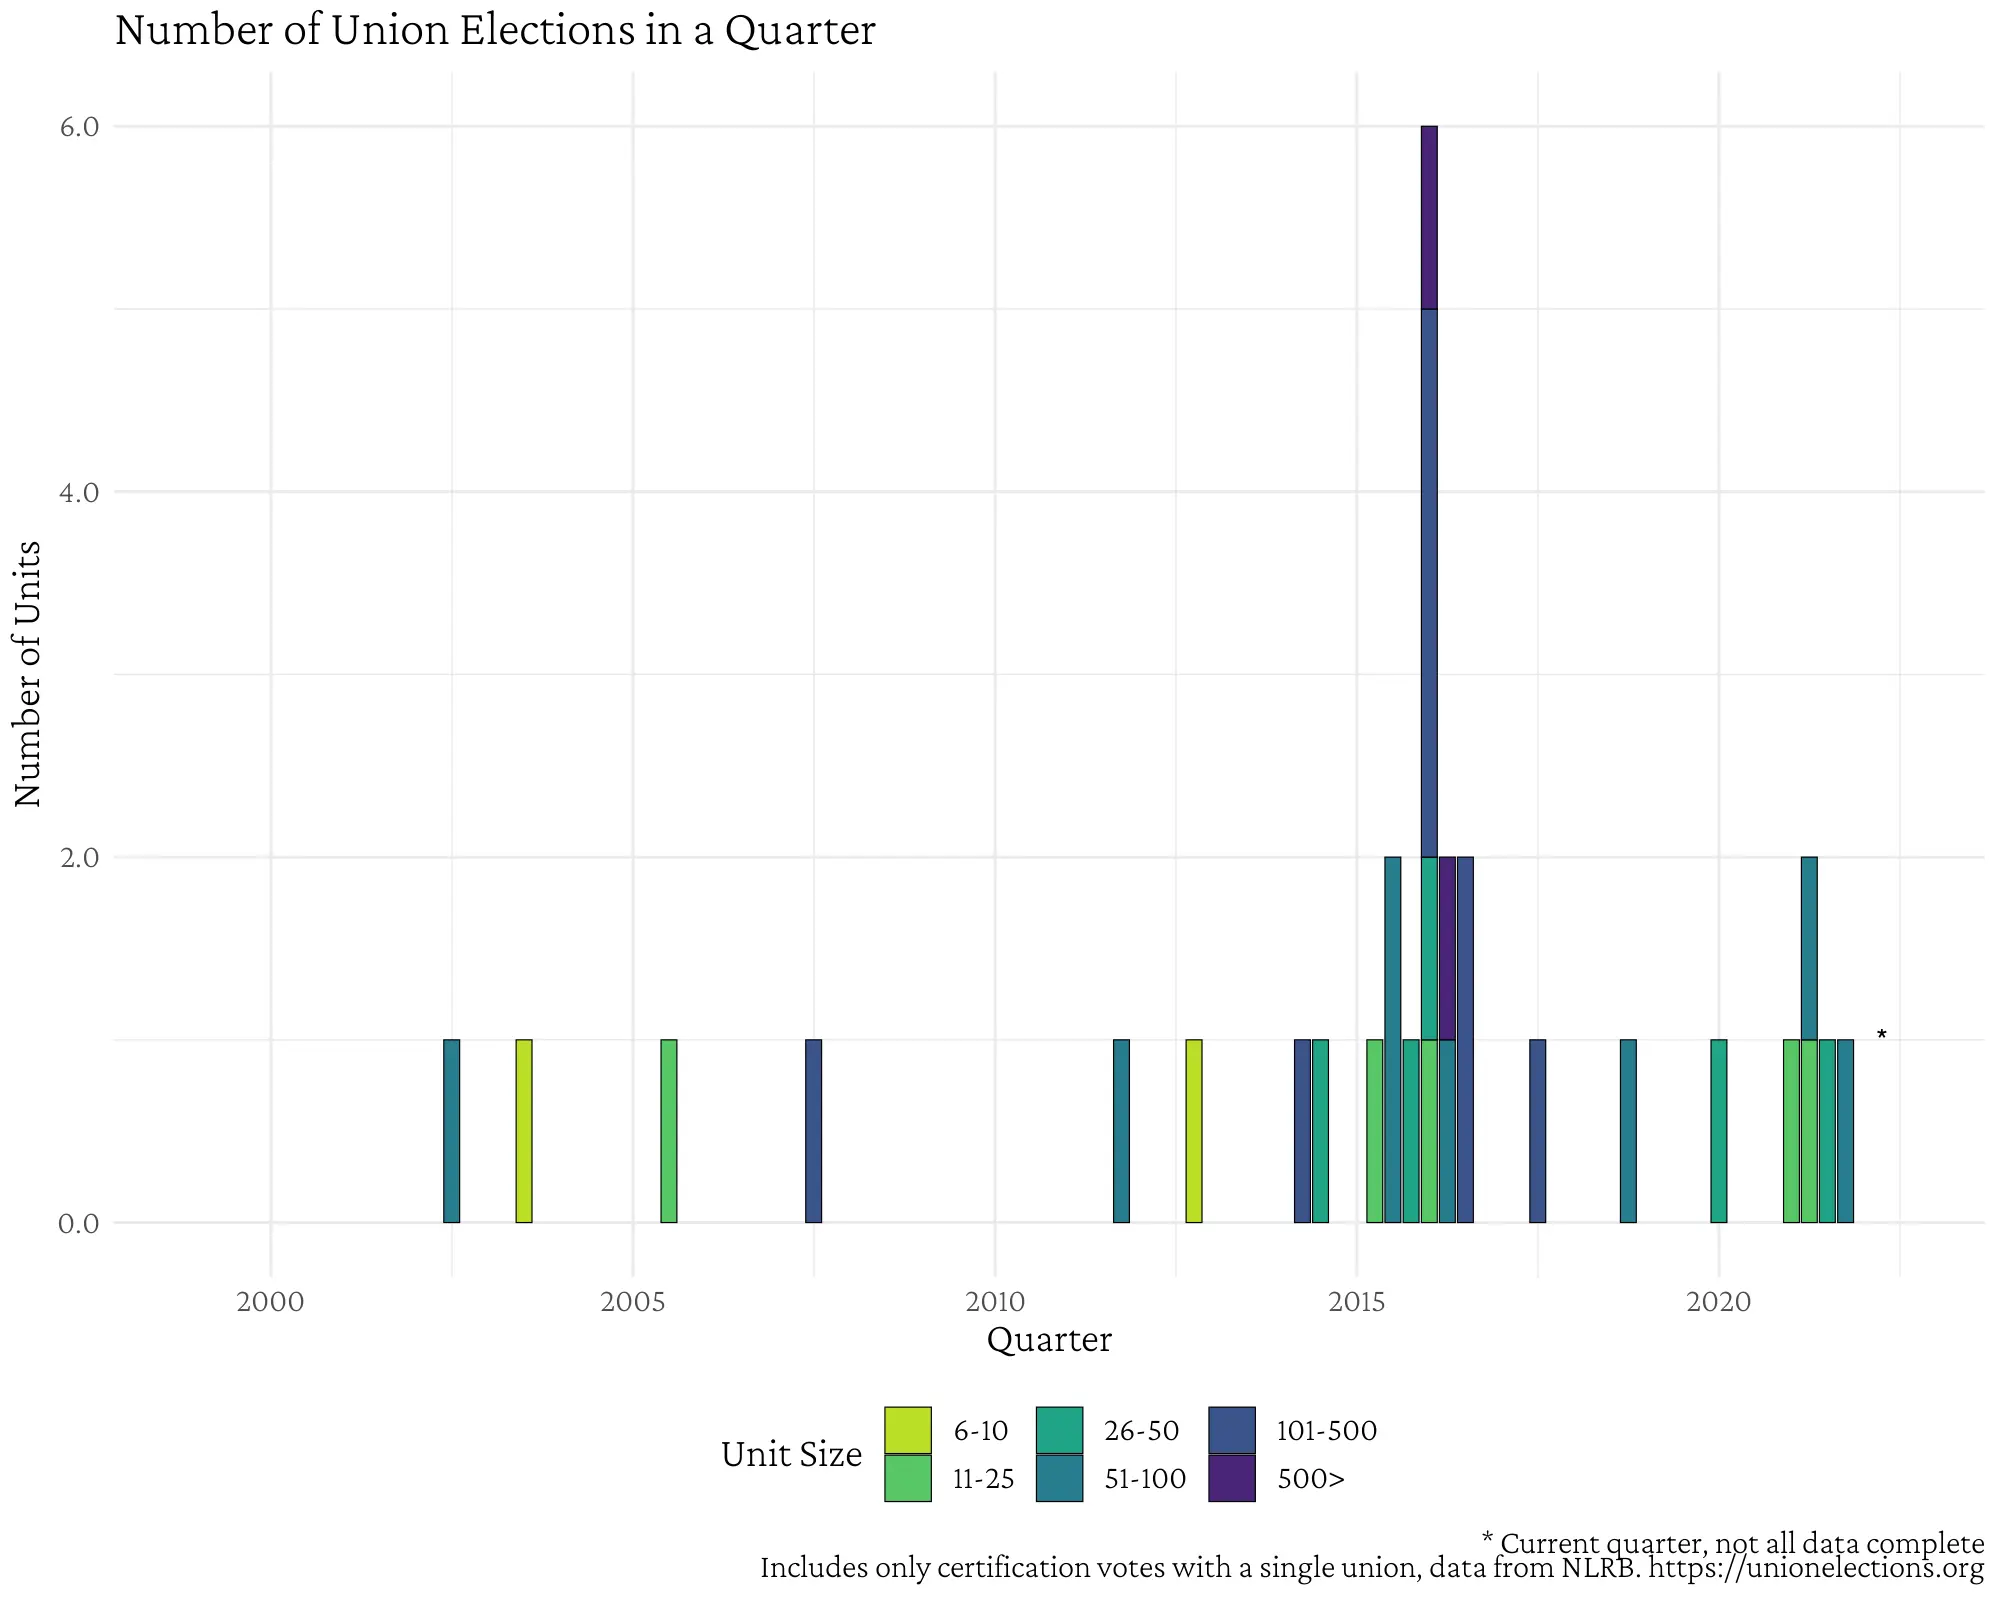 Number of Union Elections in a Quarter
6.0
4.0
2.0
0.0
Number of Units
*
2000 2005 2010 2015 2020
Quarter
Unit Size
6-10 26-50 101-500
11-25 51-100 500>
* Current quarter, not all data complete
Includes only certification votes with a single union, data from NLRB. https://unionelections.org